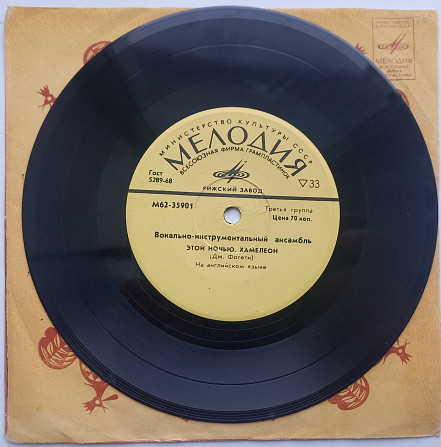 МИНИСТЕРСТВО КУЛЬТУРЫ СССР
МЕЛОДИЯ
ВСЕСОЮЗНАЯ ФИРМА ГРАМПЛАСТИНОК
Гост
5289-68
РИЖСКИЙ ЗАВОД
▽33
М62-35901
Третья группа
Цена 70 коп.
Вокально-инструментальный ансамбль
ЭТОЙ НОЧЬЮ. ХАМЕЛЕОН
(Дж. Фогети)
На английском языке
МЕЛОДИЯ